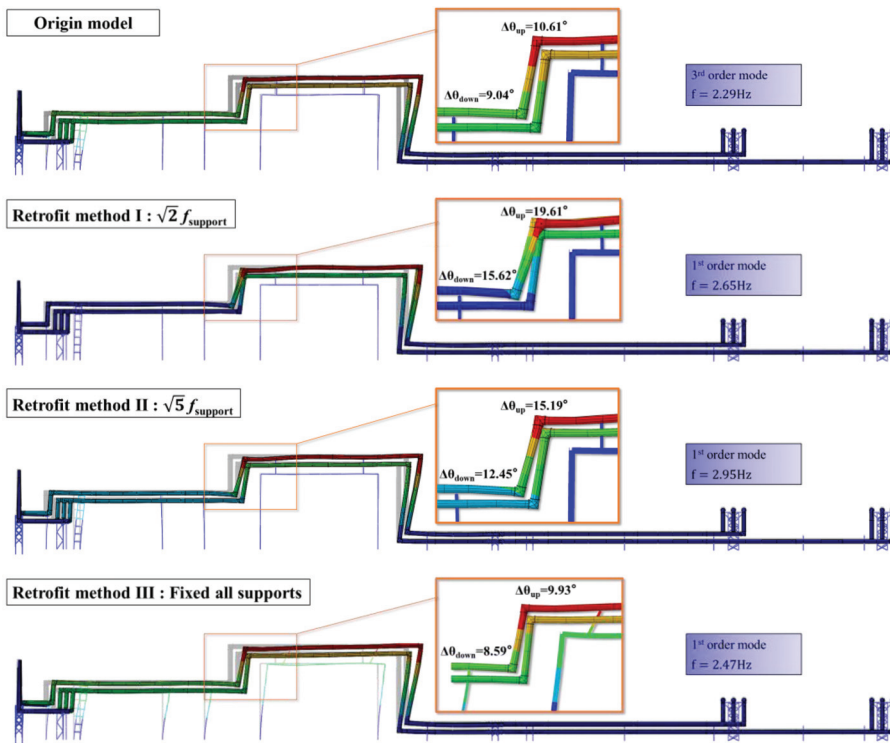 Origin model
Δθup=10.61°
Δθdown=9.04°
3rd order mode
f = 2.29Hz
Retrofit method I : √2 fsupport
Δθup=19.61°
Δθdown=15.62°
1st order mode
f = 2.65Hz
Retrofit method II : √5 fsupport
Δθup=15.19°
Δθdown=12.45°
1st order mode
f = 2.95Hz
Retrofit method III : Fixed all supports
Δθup=9.93°
Δθdown=8.59°
1st order mode
f = 2.47Hz